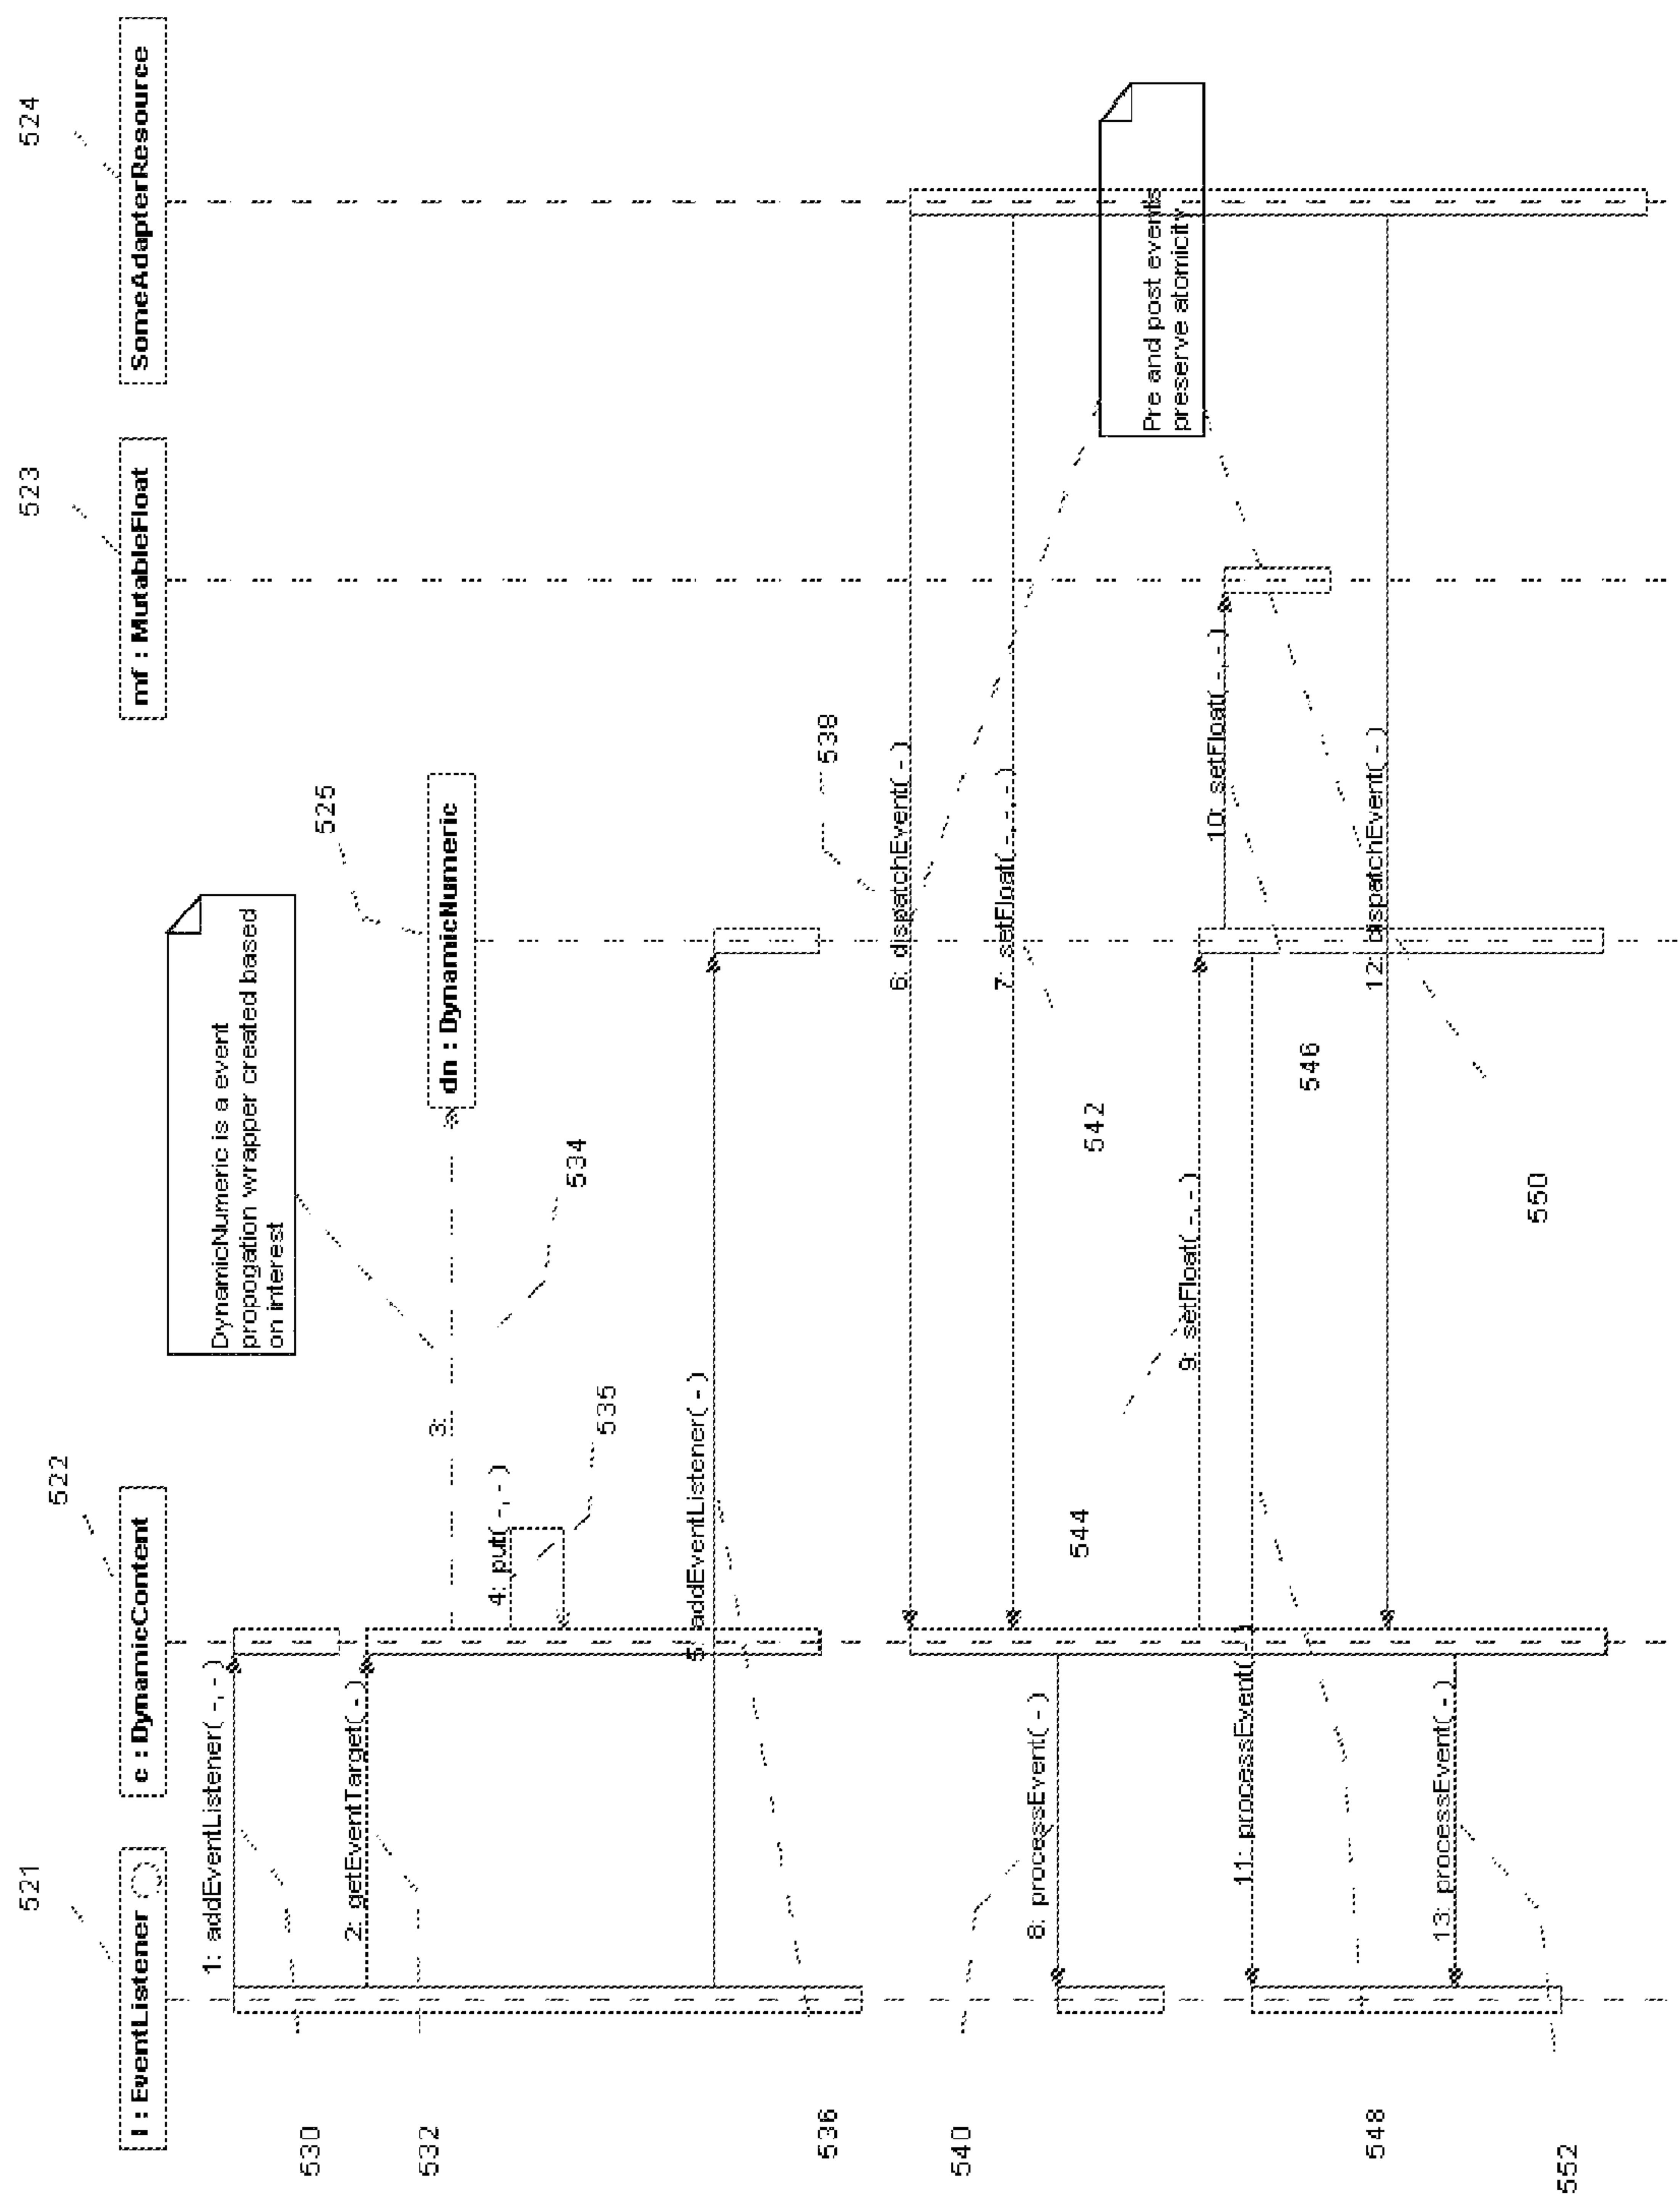 521
522
523
524
l : EventListener
c : DynamicContent
mf : MutableFloat
SomeAdapterResource
1: addEventListener( -, - )
530
DynamicNumeric is a event
propogation wrapper created based
on interest
525
2: getEventTarget( - )
532
3:
dn : DynamicNumeric
4: put( -, - )
534
535
5: addEventListener( - )
536
538
6: dispatchEvent( - )
540
7: setFloat( -, -, - )
8: processEvent( - )
542
544
Pre and post events
preserve atomicity
9: setFloat( -, - )
10: setFloat( -, - )
11: processEvent( - )
546
548
12: dispatchEvent( - )
13: processEvent( - )
550
552